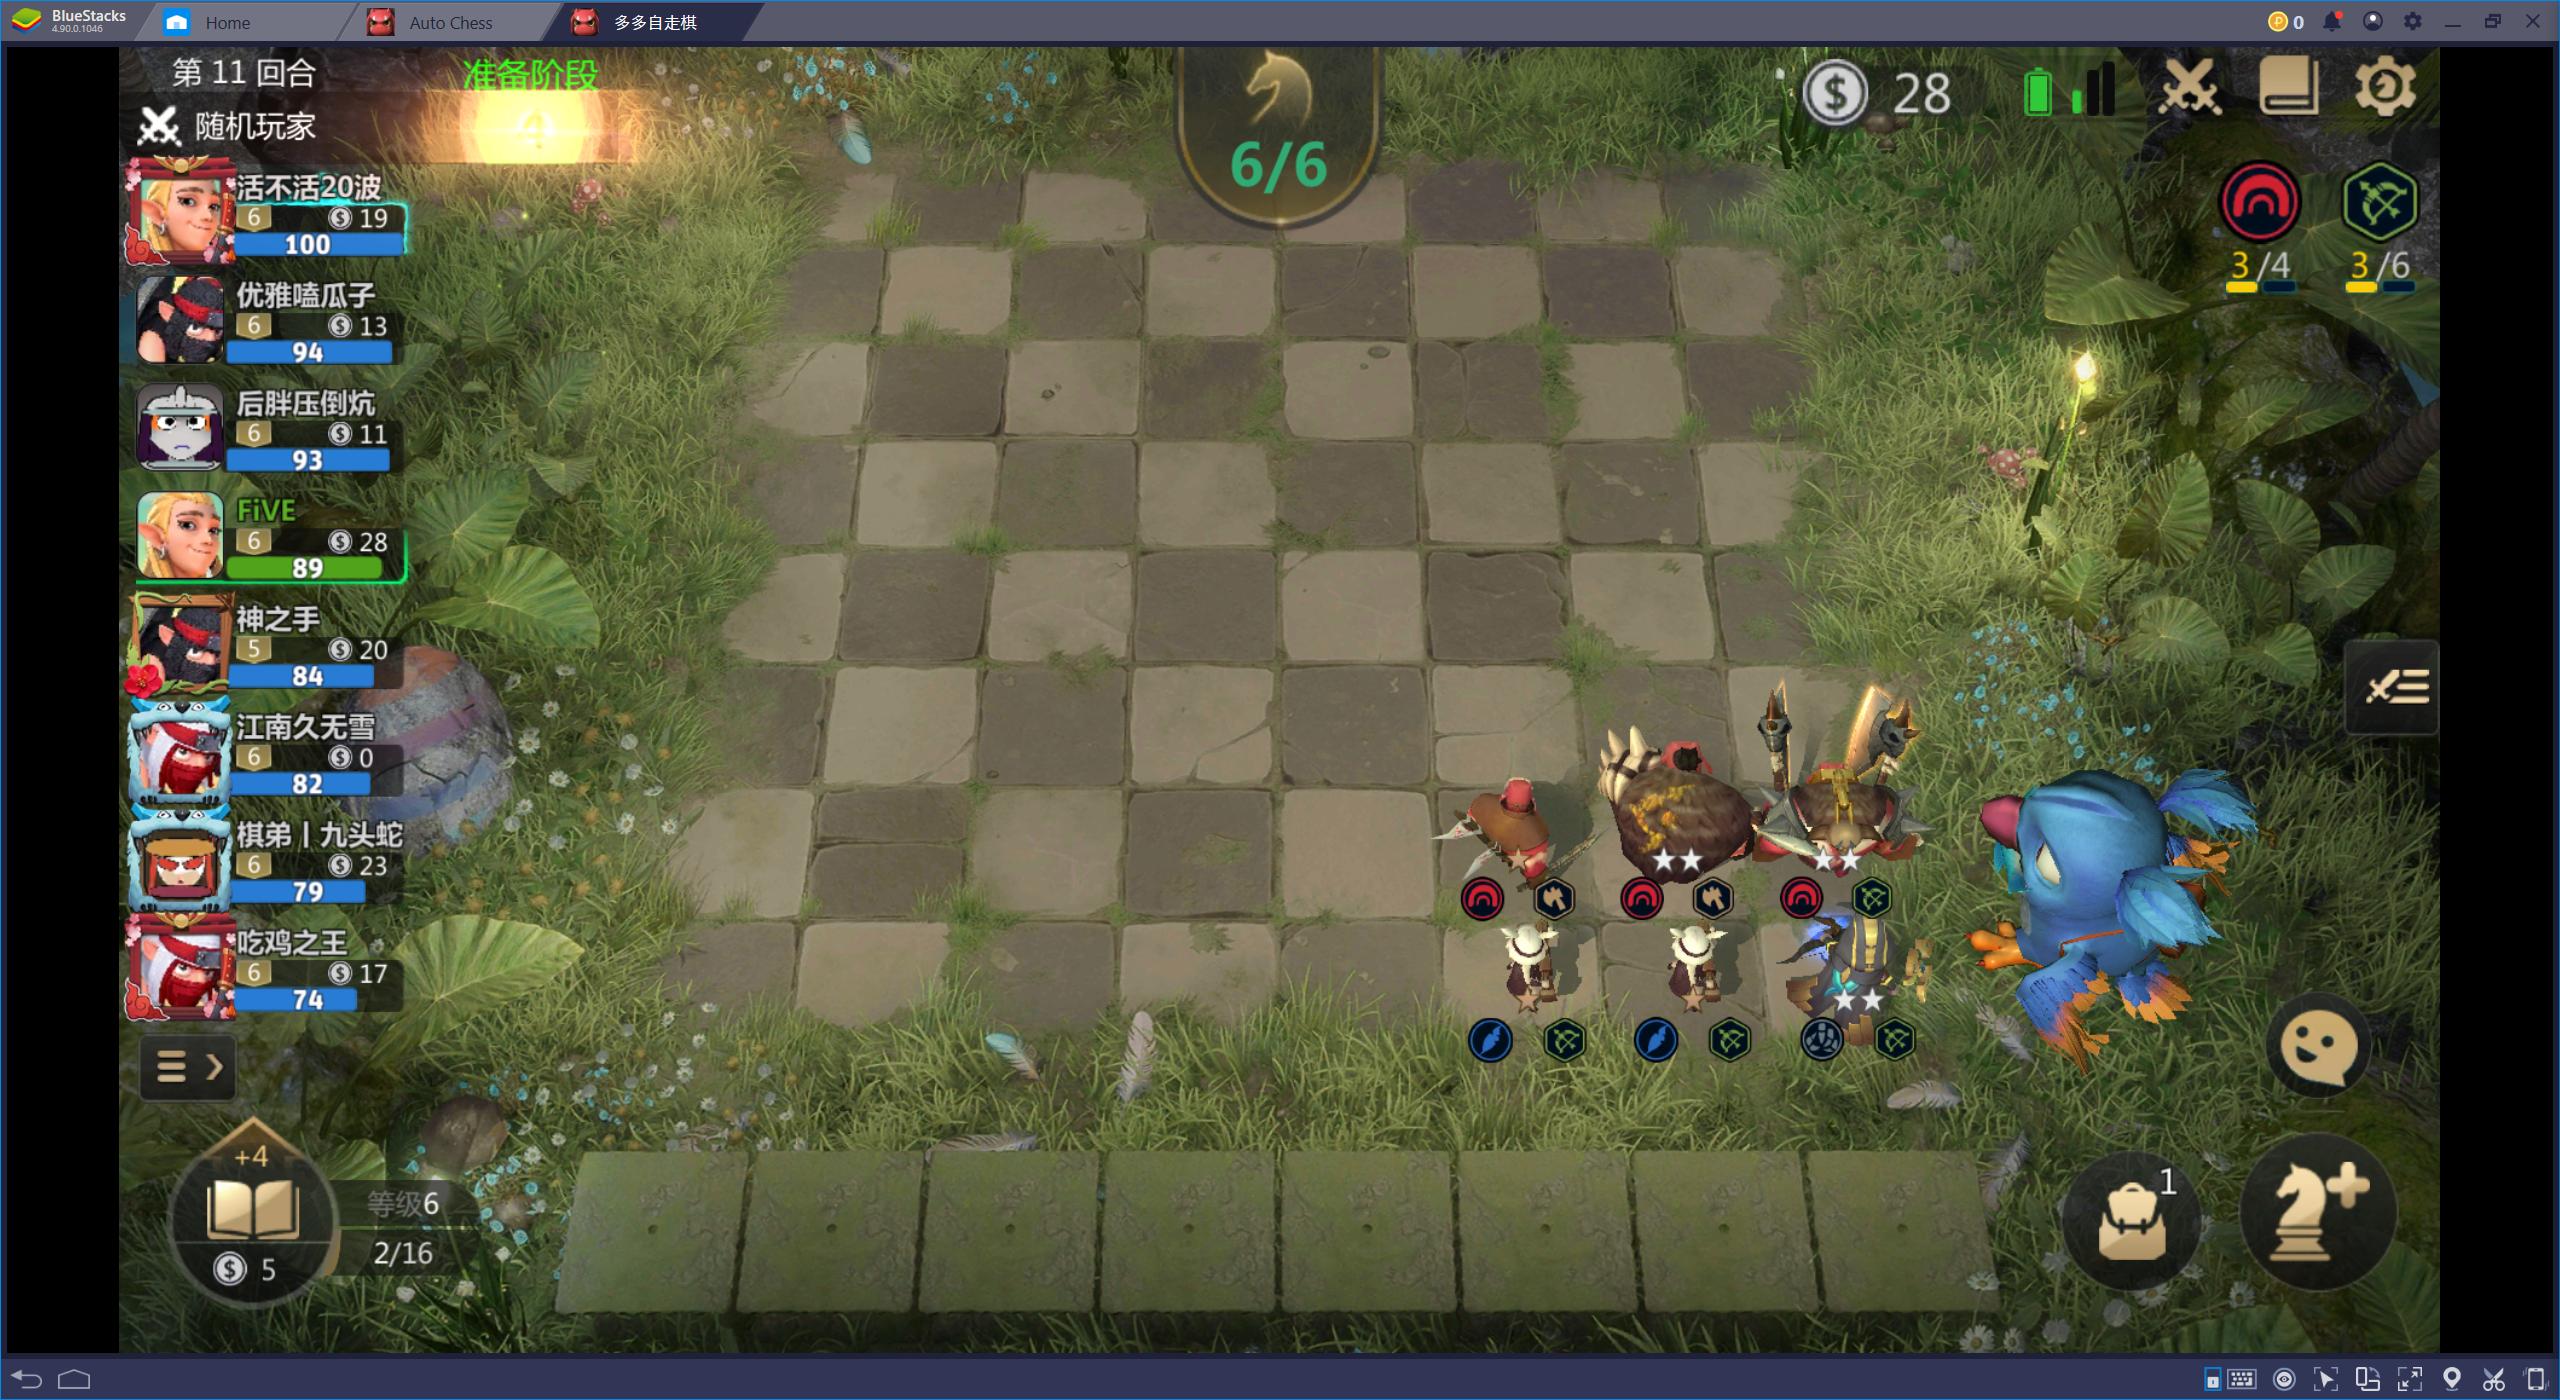 BlueStacks
4.90.0.1046
Home
Auto Chess
多多自走棋
0
第 11 回合
准备阶段
随机玩家
4
6/6
28
3/4
3/6
活不活20波
6
19
100
优雅嗑瓜子
6
13
94
后胖压倒炕
6
11
93
FiVE
6
28
89
神之手
5
20
84
江南久无雪
6
0
82
棋弟丨九头蛇
6
23
79
吃鸡之王
6
17
74
+4
等级6
5
2/16
1